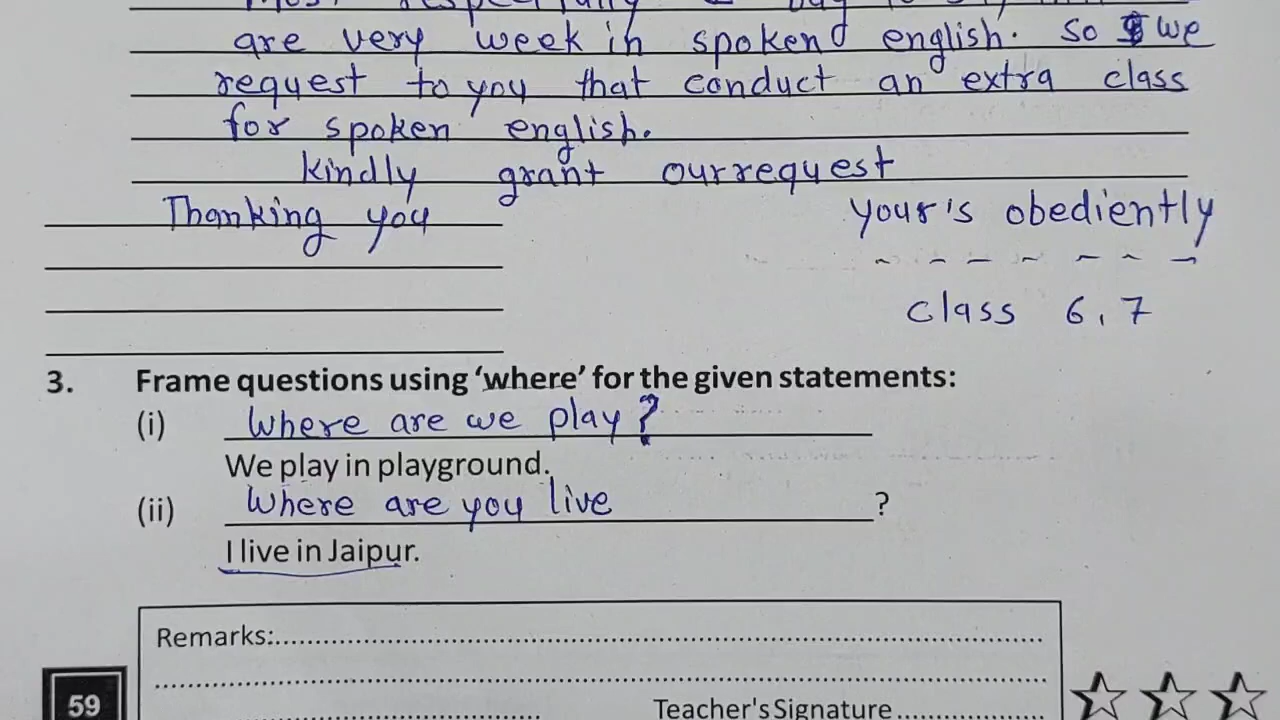 are very week in spoken english. so we
request to you that conduct an extra class
for spoken english.
kindly grant our request
Thanking you
your's obediently
class 6, 7
3. Frame questions using ‘where’ for the given statements:
(i) Where are we play?
We play in playground.
(ii) Where are you live ?
I live in Jaipur.
Remarks:
59
Teacher's Signature